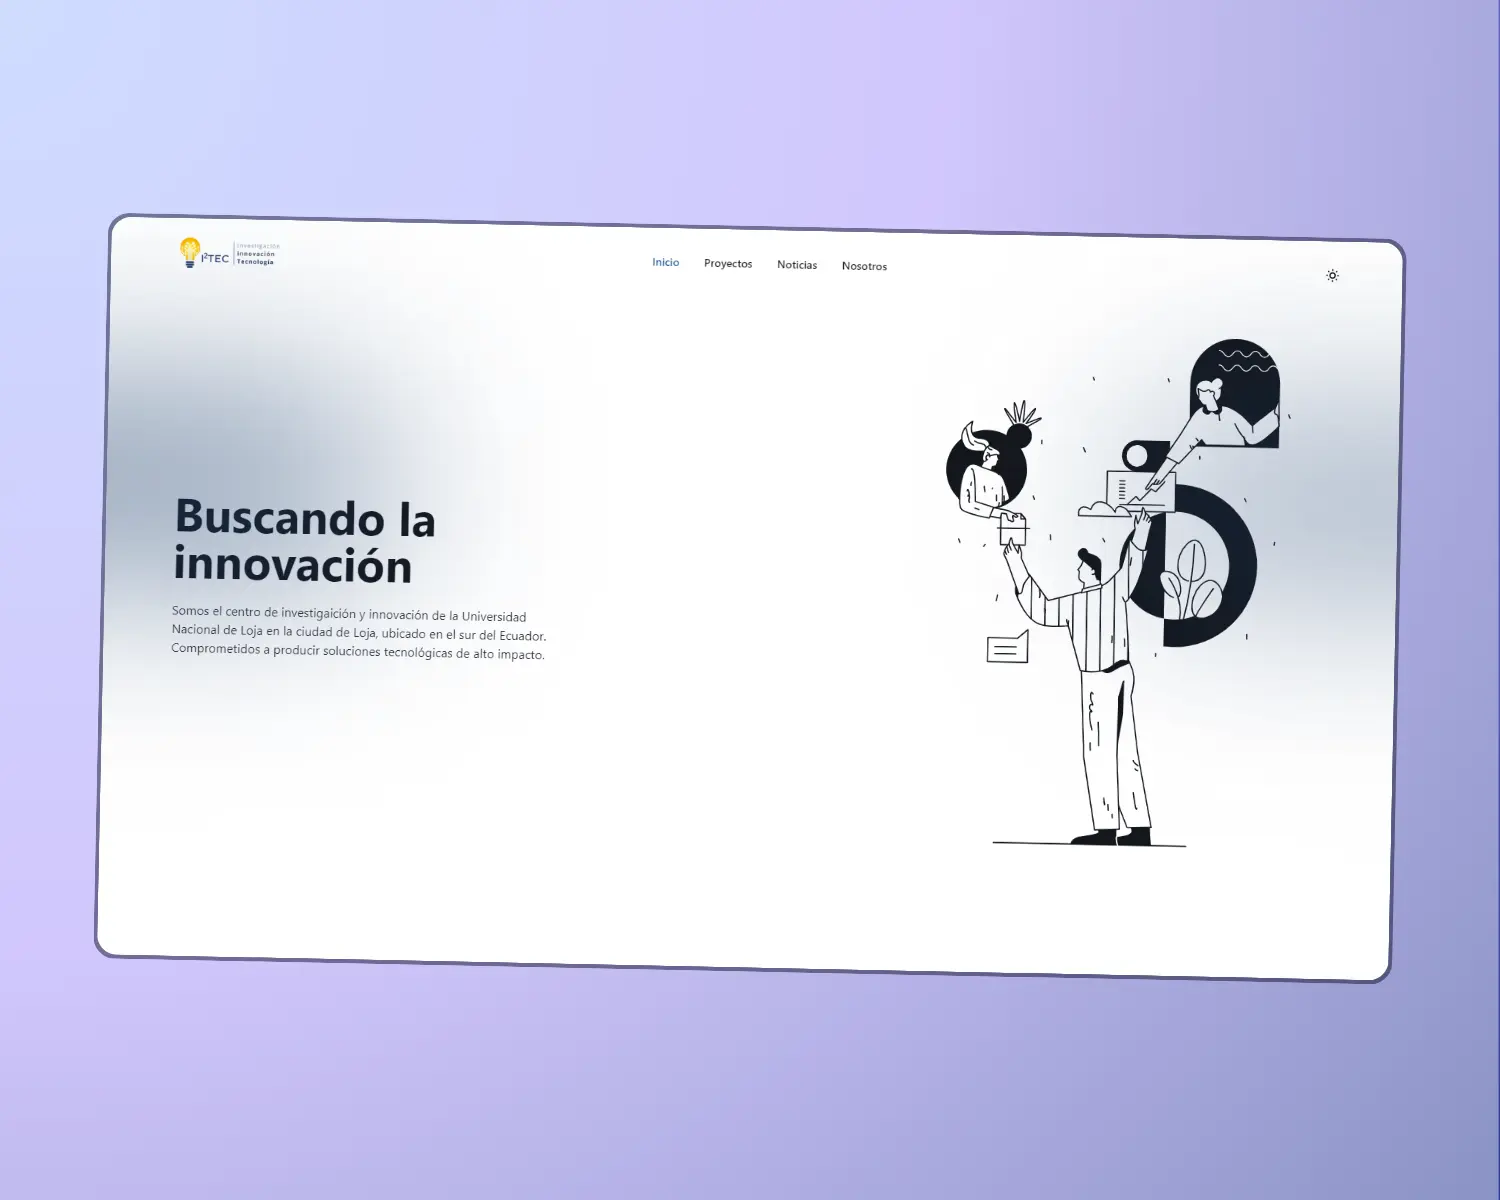 I²TEC
Investigación
Innovación
Tecnología
Inicio Proyectos Noticias Nosotros
Buscando la
innovación
Somos el centro de investigaición y innovación de la Universidad
Nacional de Loja en la ciudad de Loja, ubicado en el sur del Ecuador.
Comprometidos a producir soluciones tecnológicas de alto impacto.